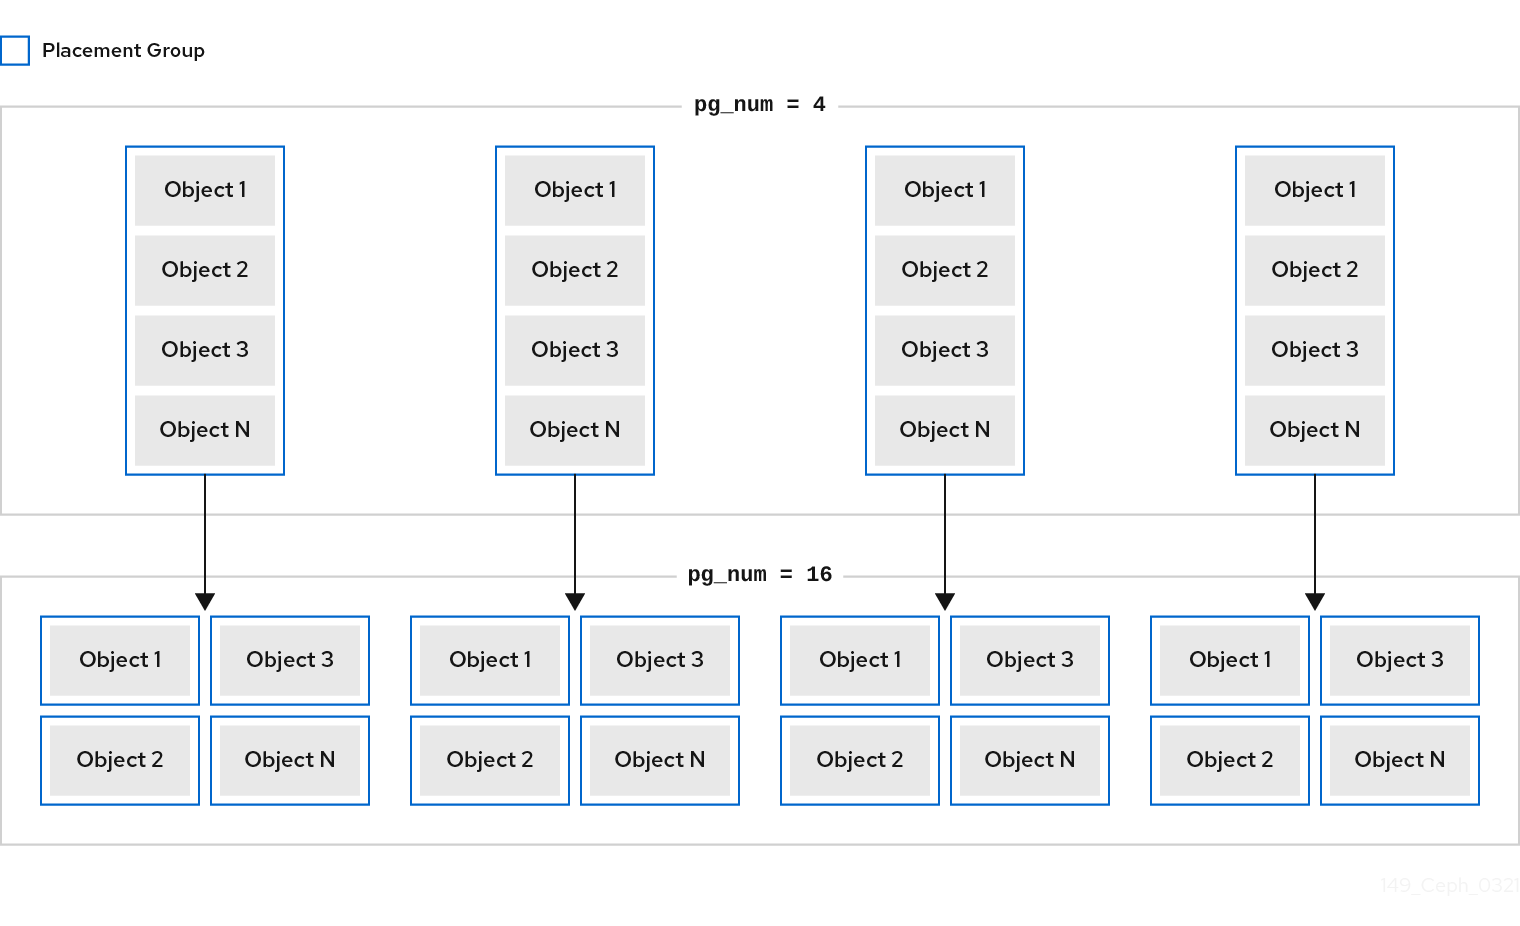 Placement Group
pg_num = 4
Object 1 Object 1 Object 1 Object 1
Object 2 Object 2 Object 2 Object 2
Object 3 Object 3 Object 3 Object 3
Object N Object N Object N Object N
pg_num = 16
Object 1 Object 3 Object 1 Object 3 Object 1 Object 3 Object 1 Object 3
Object 2 Object N Object 2 Object N Object 2 Object N Object 2 Object N
149_Ceph_0321